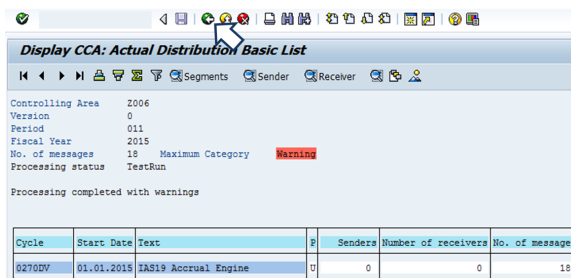 Display CCA: Actual Distribution Basic List
Segments Sender Receiver
Controlling Area Z006
Version 0
Period 011
Fiscal Year 2015
No. of messages 18 Maximum Category Warning
Processing status TestRun
Processing completed with warnings
Cycle Start Date Text P Senders Number of receivers No. of message
0270DV 01.01.2015 IAS19 Accrual Engine U 0 0 18